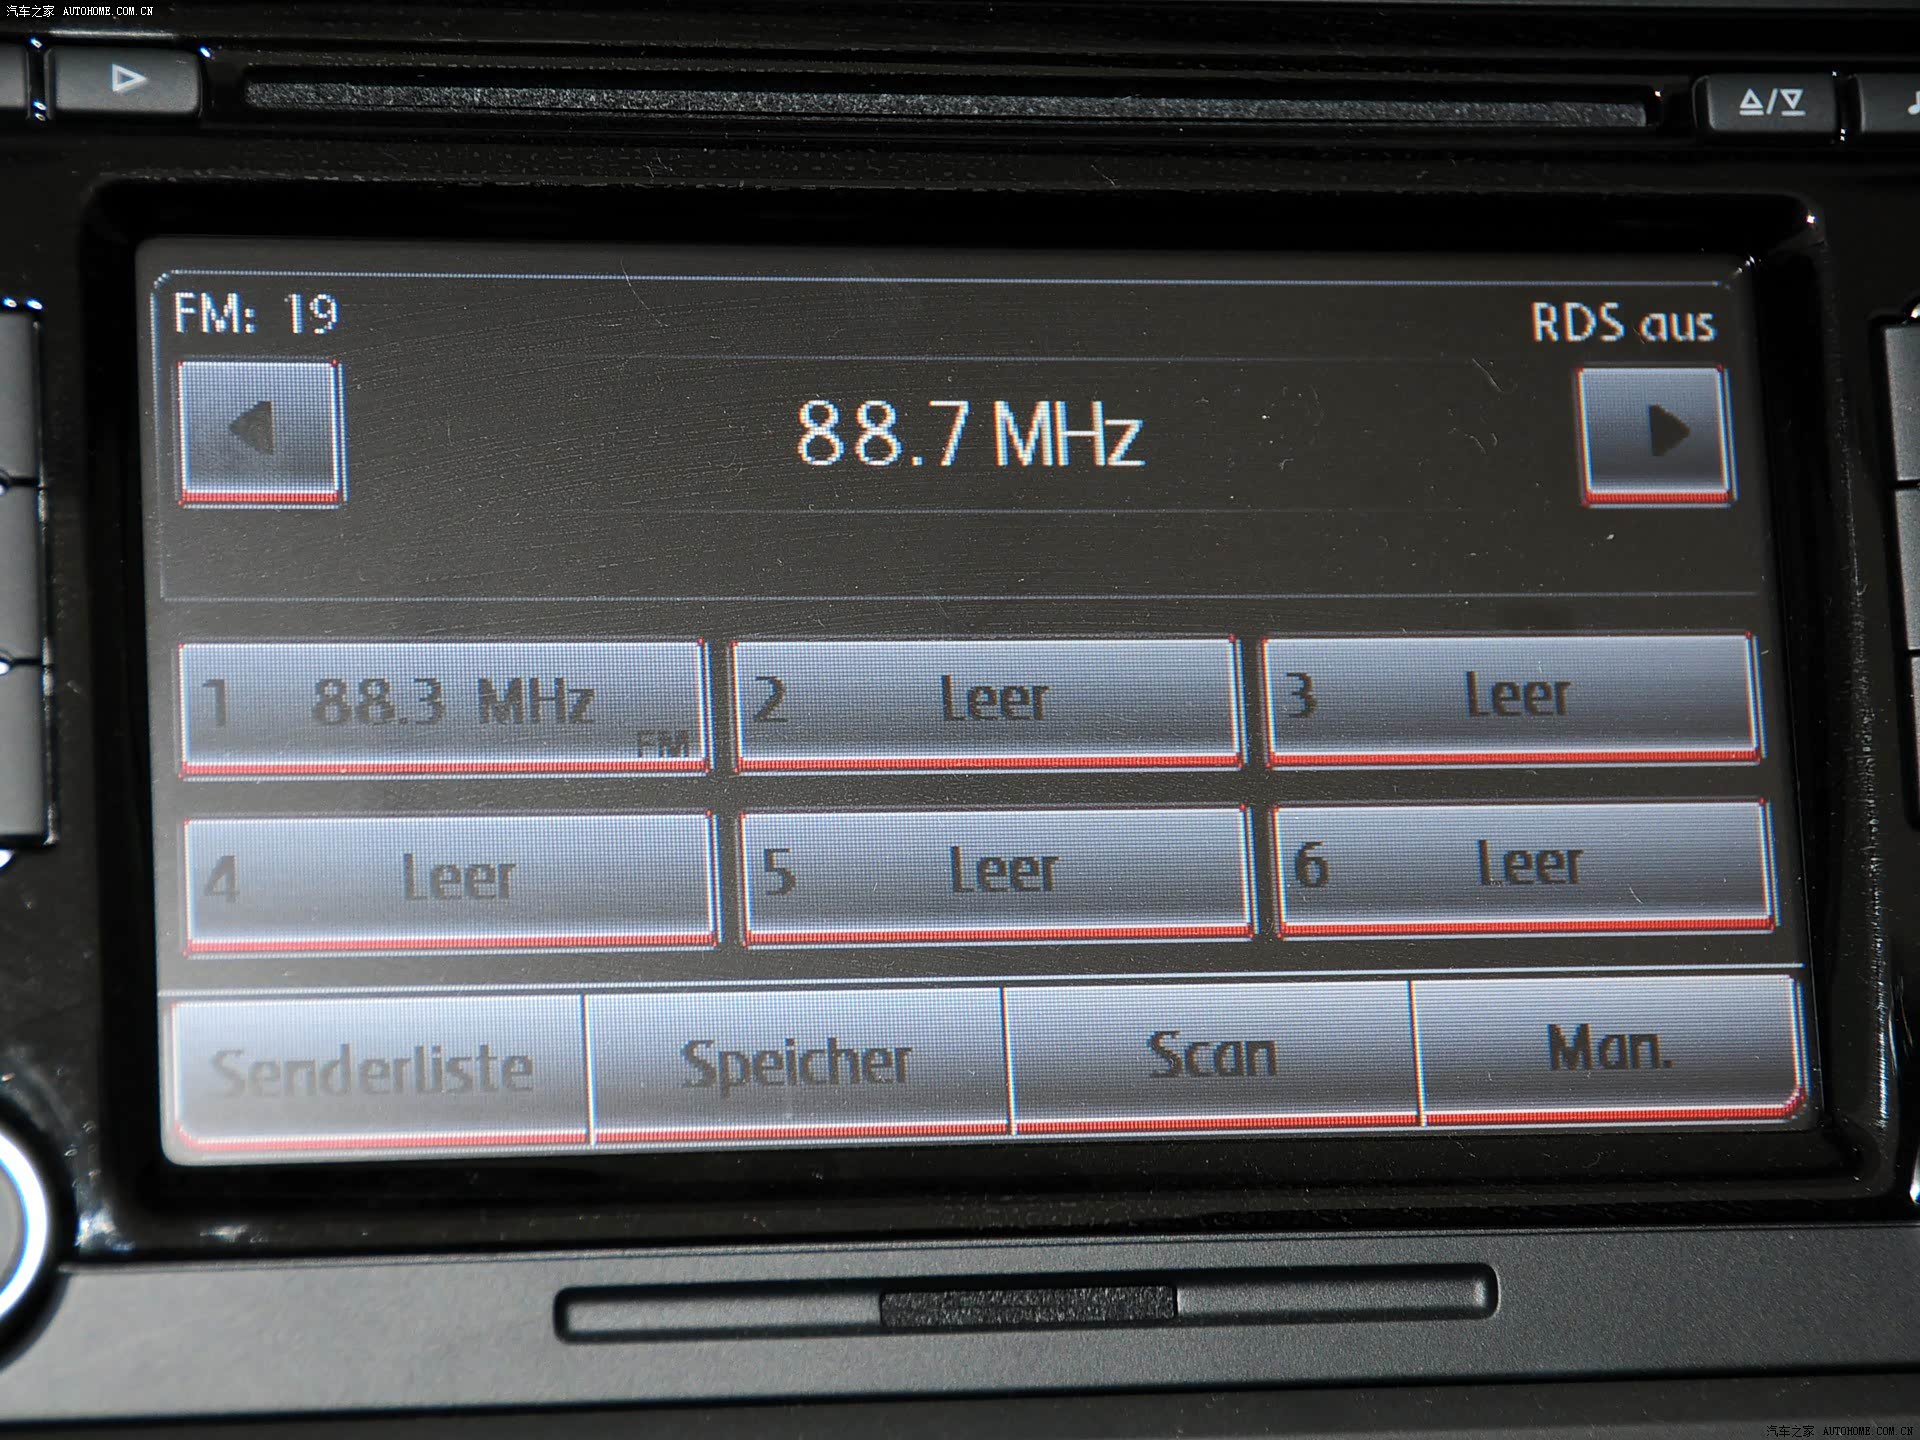 汽车之家 AUTOHOME.COM.CN
FM: 19
RDS aus
88.7 MHz
1 88.3 MHz FM
2 Leer
3 Leer
4 Leer
5 Leer
6 Leer
Senderliste
Speicher
Scan
Man.
汽车之家 AUTOHOME.COM.CN